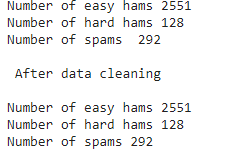 Number of easy hams 2551
Number of hard hams 128
Number of spams  292
After data cleaning
Number of easy hams 2551
Number of hard hams 128
Number of spams 292